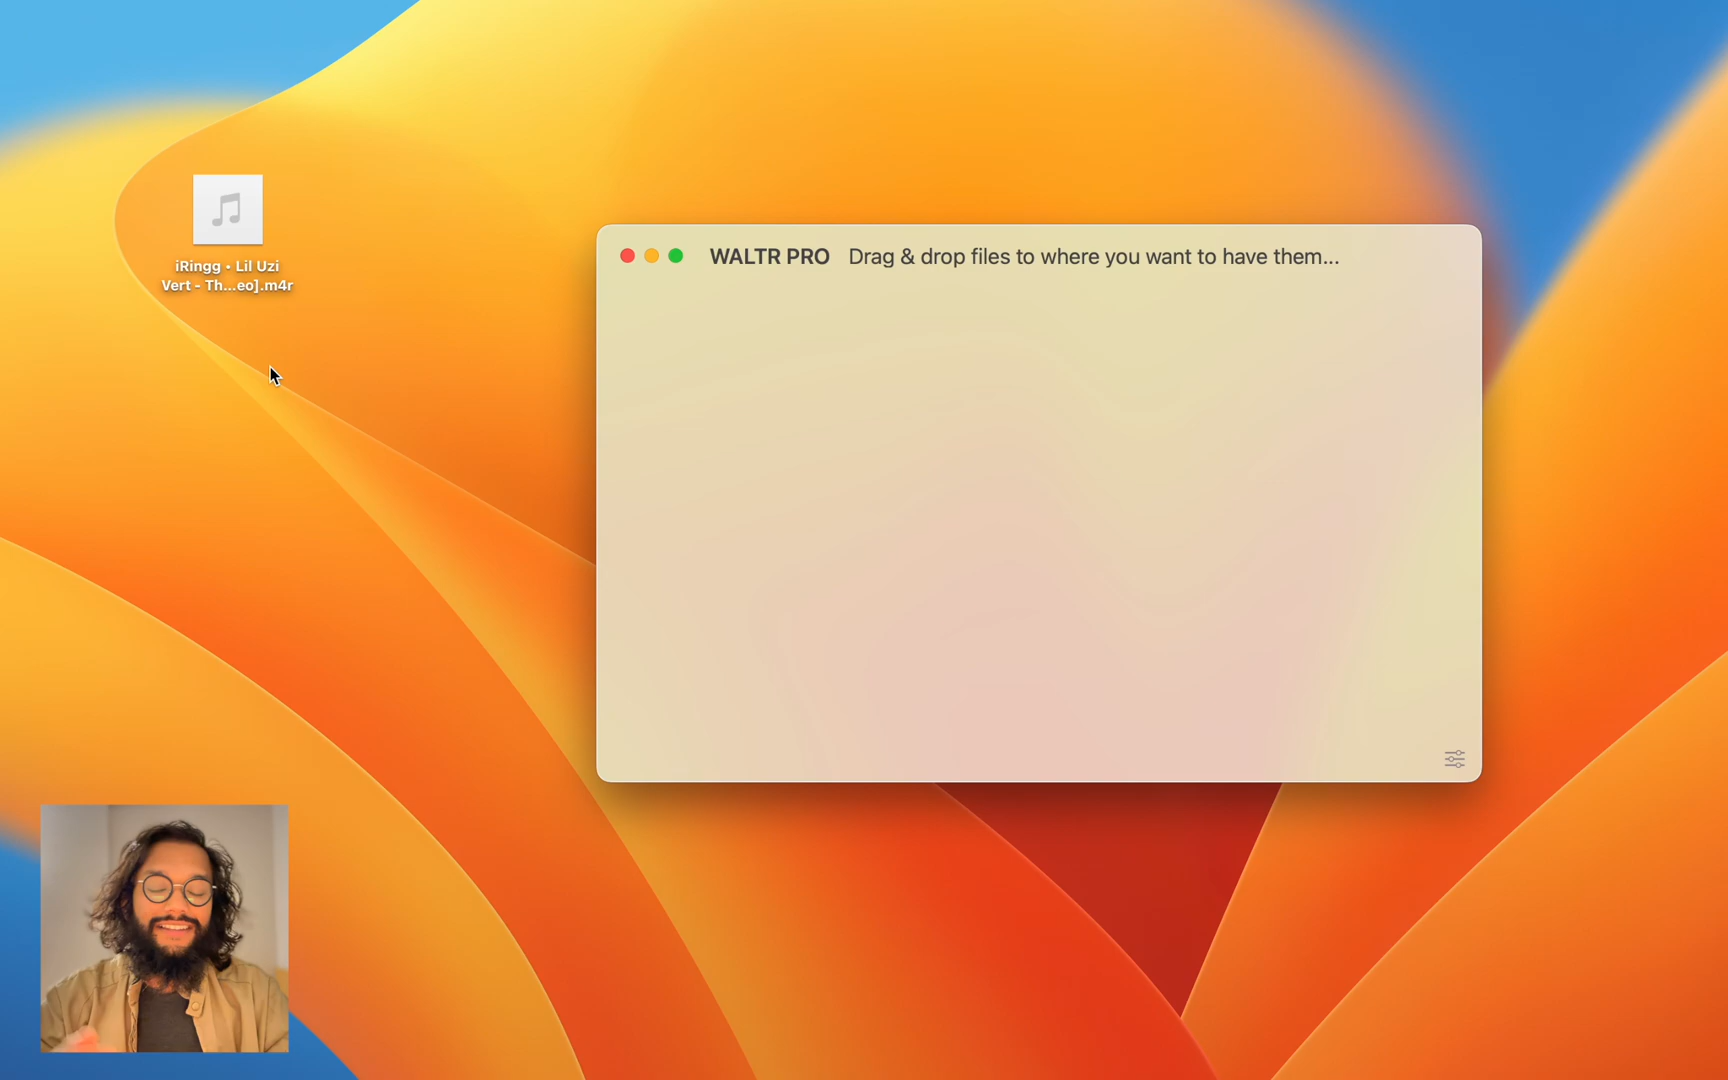 iRingg • Lil Uzi
Vert - Th...eo].m4r
WALTR PRO Drag & drop files to where you want to have them...